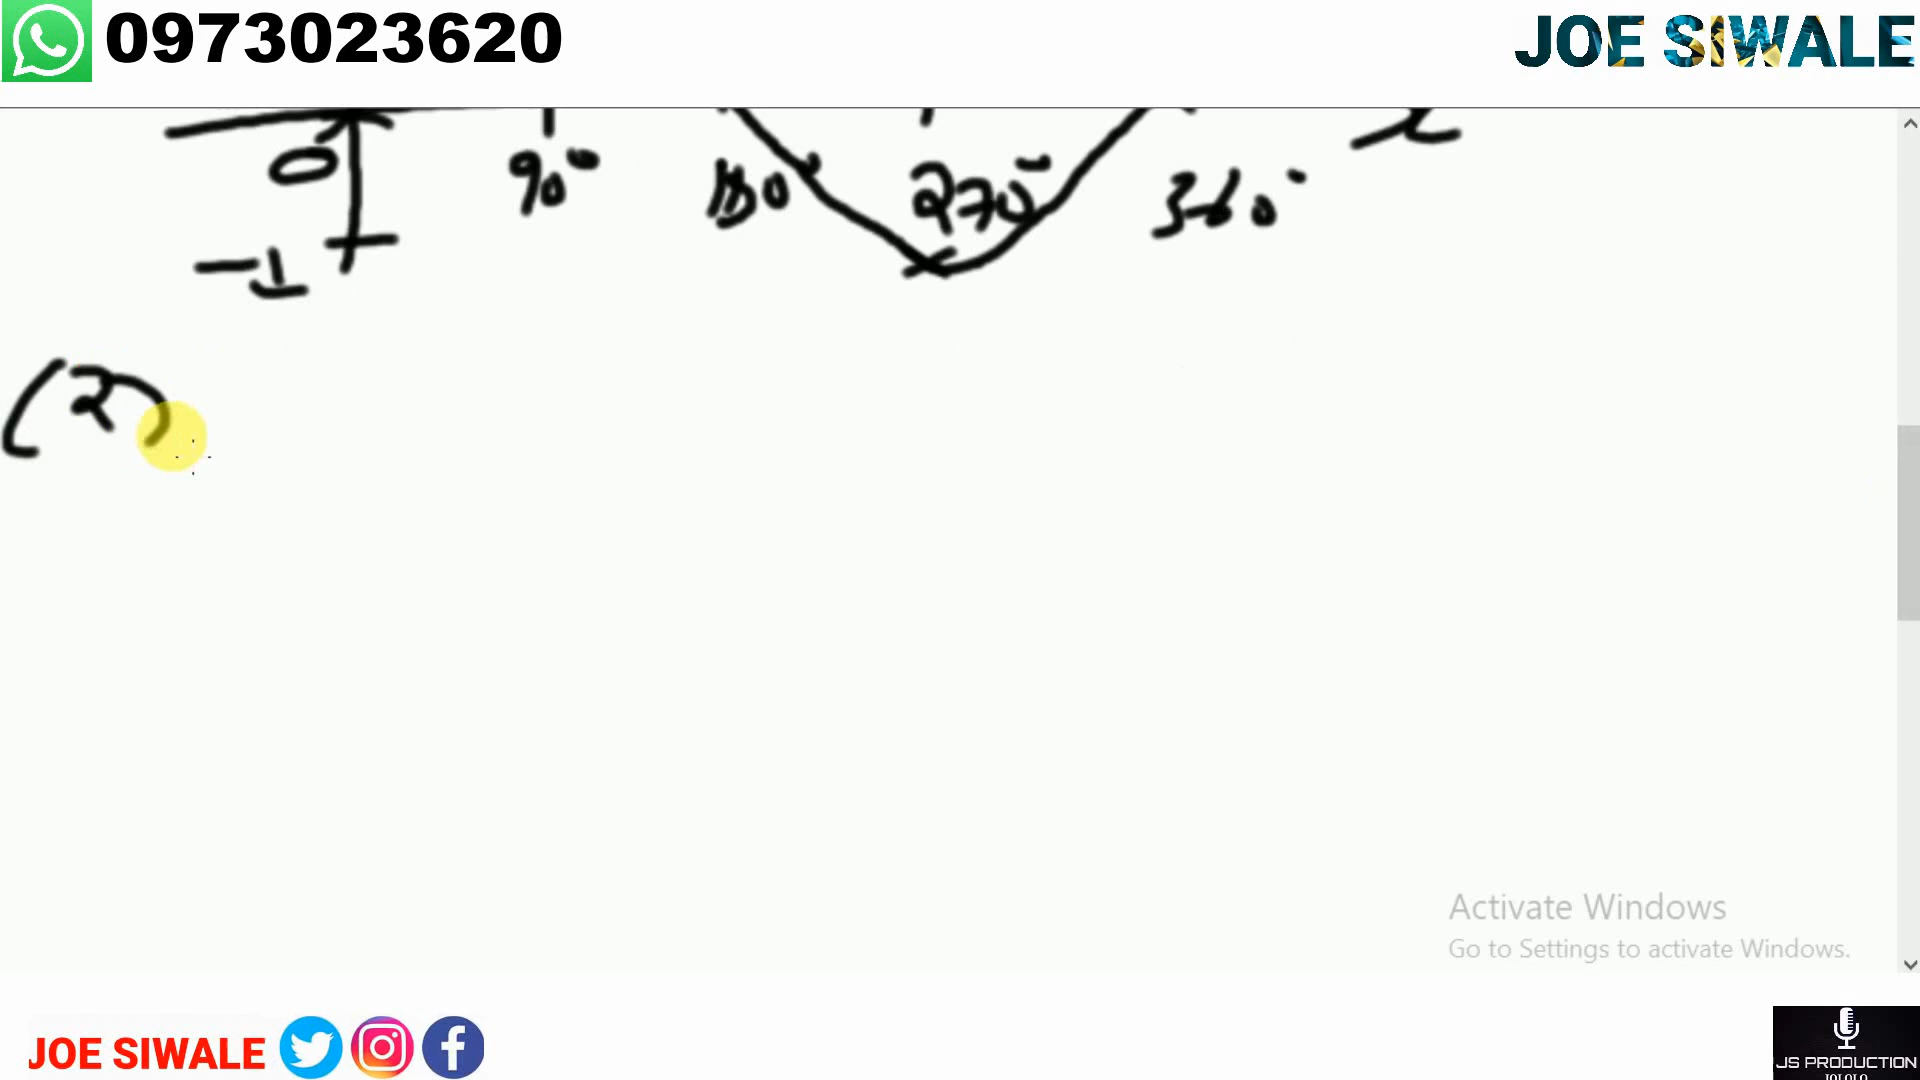 0973023620
JOE SIWALE
0 90° 180° 270° 360° x
-1
(2)
Activate Windows
Go to Settings to activate Windows.
JOE SIWALE
JS PRODUCTION